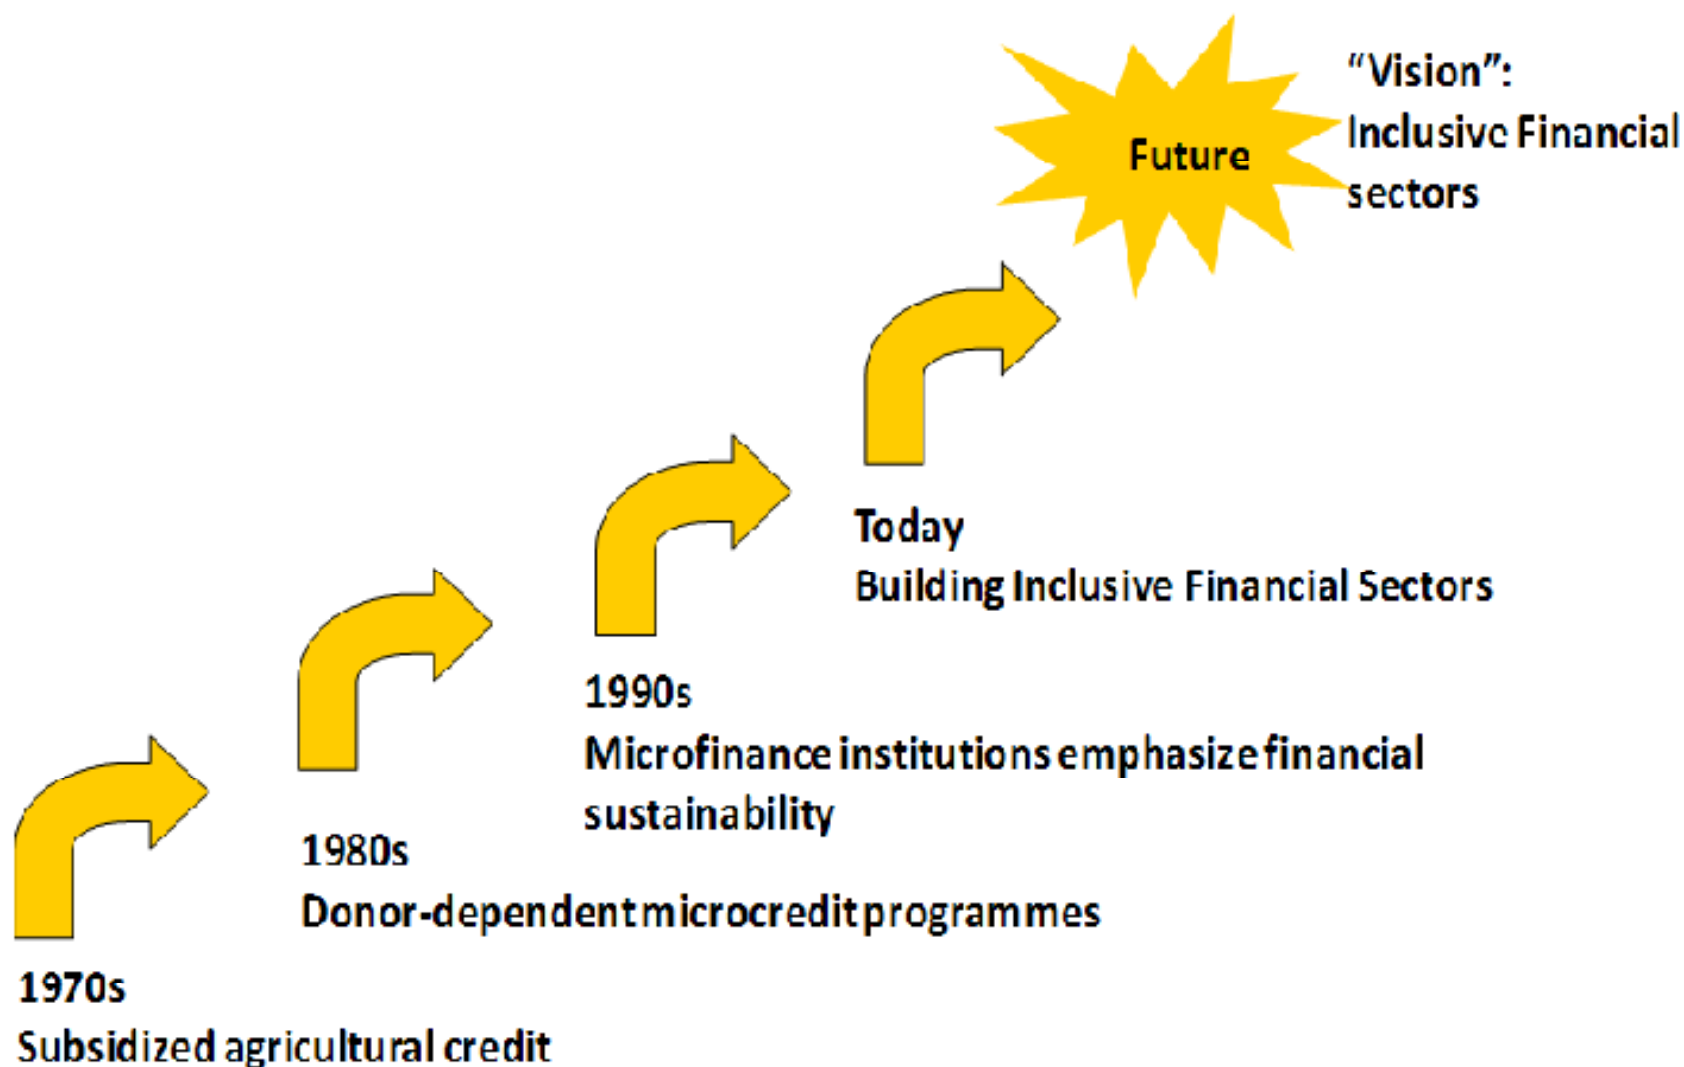 Future
“Vision”:
Inclusive Financial
sectors
Today
Building Inclusive Financial Sectors
1990s
Microfinance institutions emphasize financial
sustainability
1980s
Donor-dependent microcredit programmes
1970s
Subsidized agricultural credit